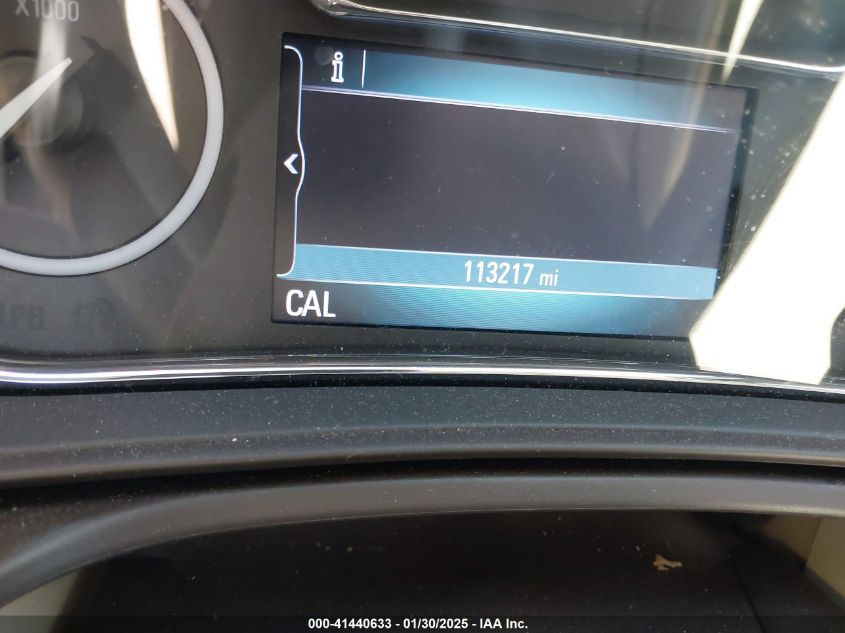 X1000
i
113217 mi
CAL
000-41440633 / 01/30/2025 - IAA Inc.